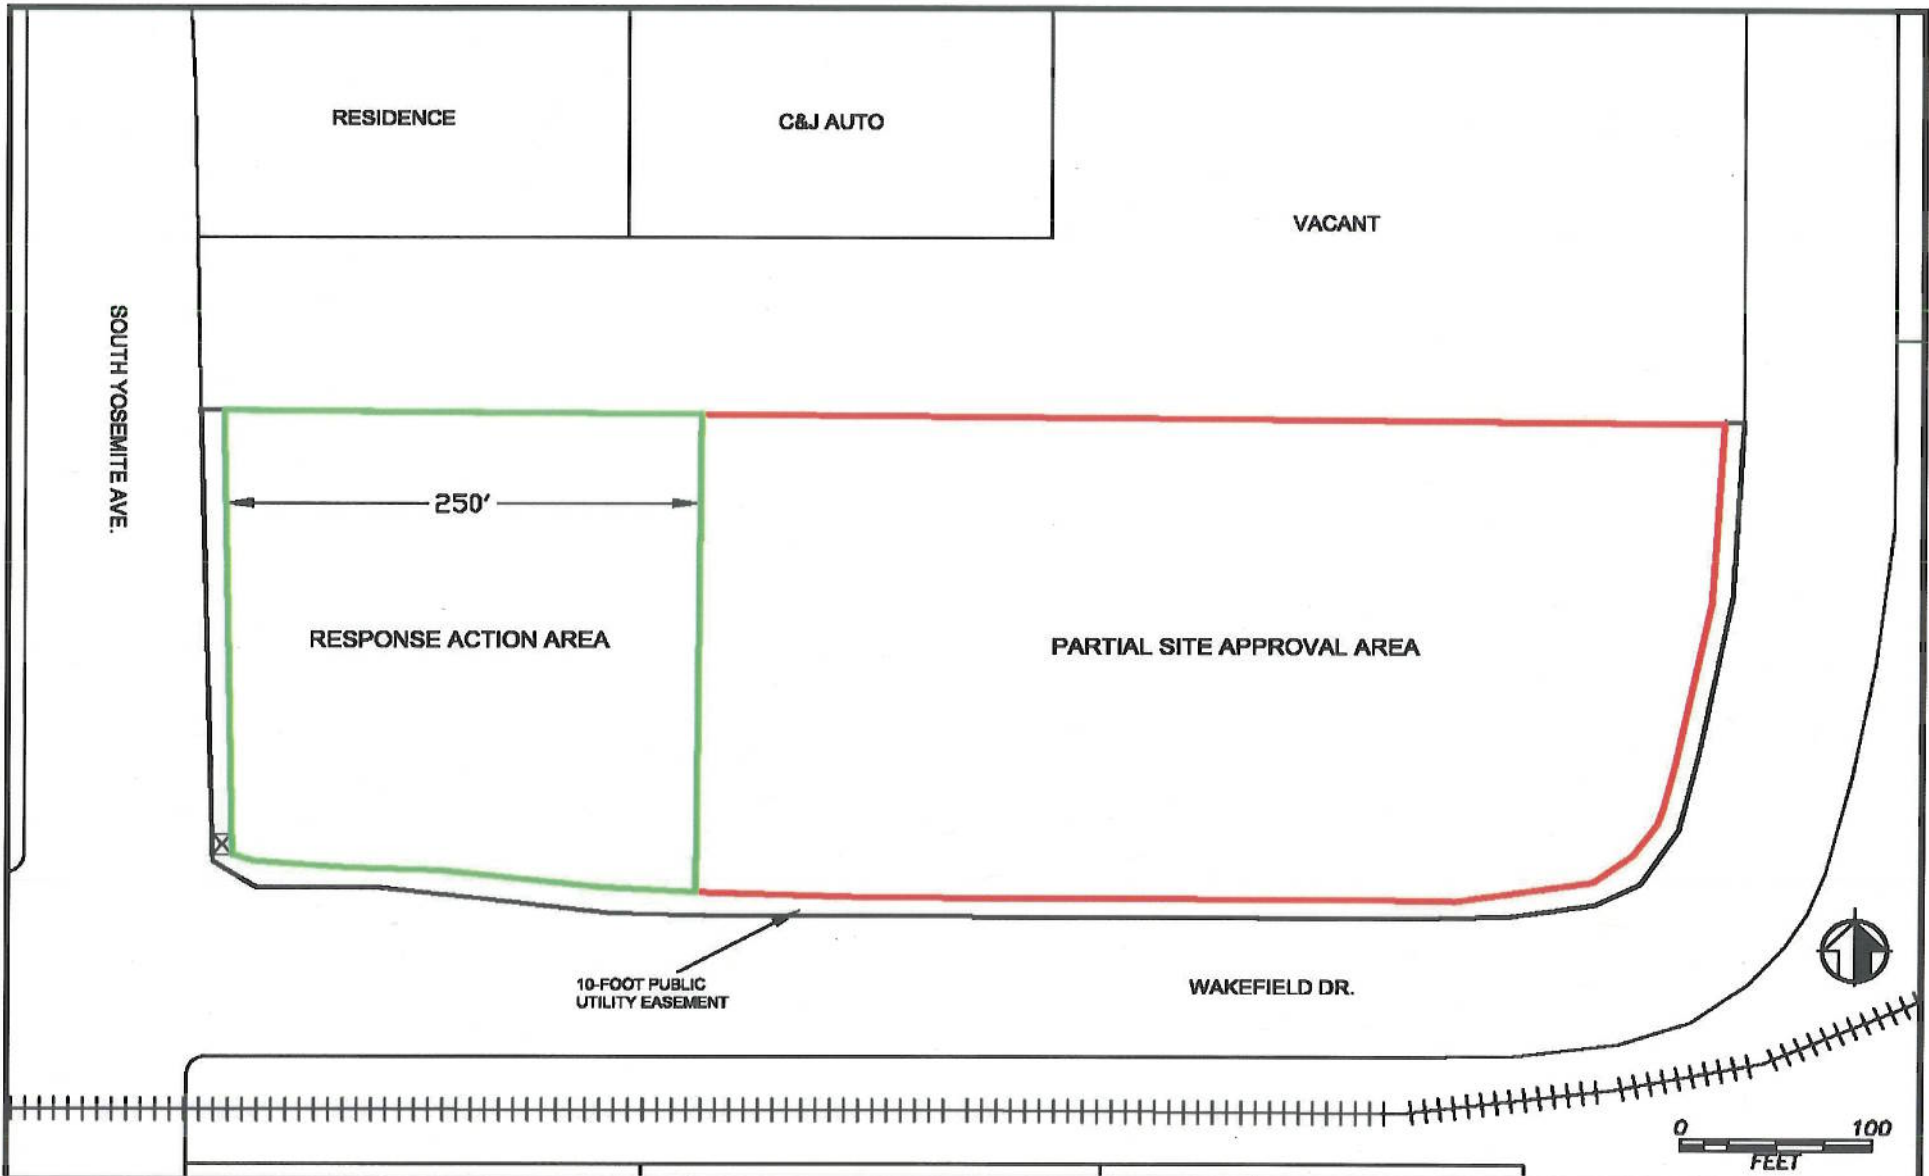 RESIDENCE
C&J AUTO
VACANT
SOUTH YOSEMITE AVE.
250'
RESPONSE ACTION AREA
PARTIAL SITE APPROVAL AREA
10-FOOT PUBLIC
UTILITY EASEMENT
WAKEFIELD DR.
0 100
FEET